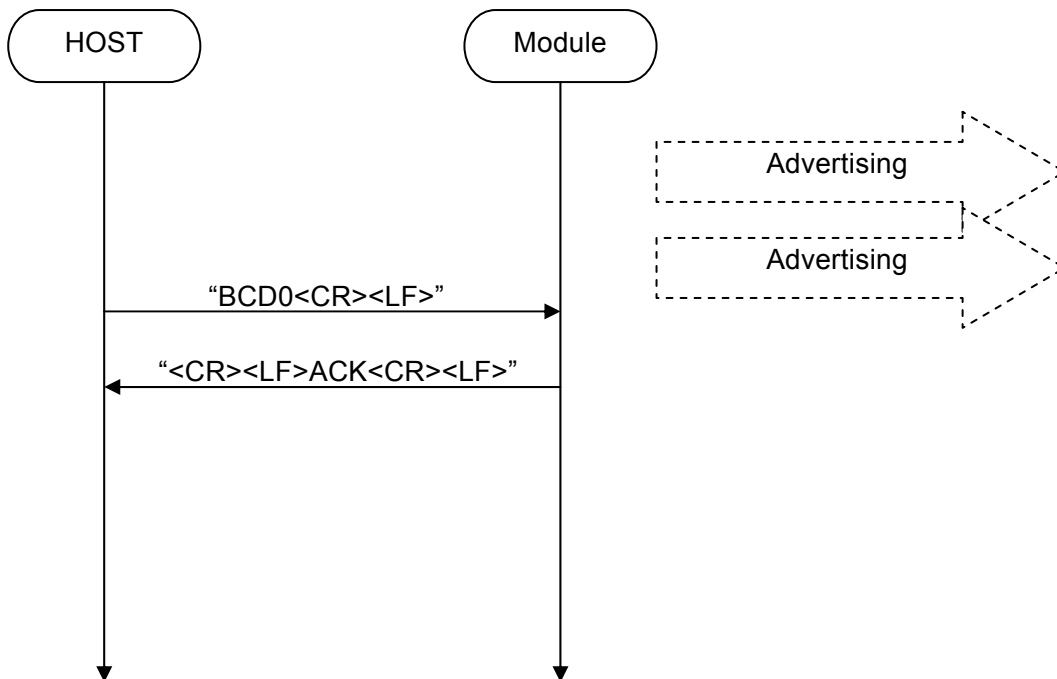 HOST
Module
Advertising
Advertising
“BCD0<CR><LF>”
“<CR><LF>ACK<CR><LF>”